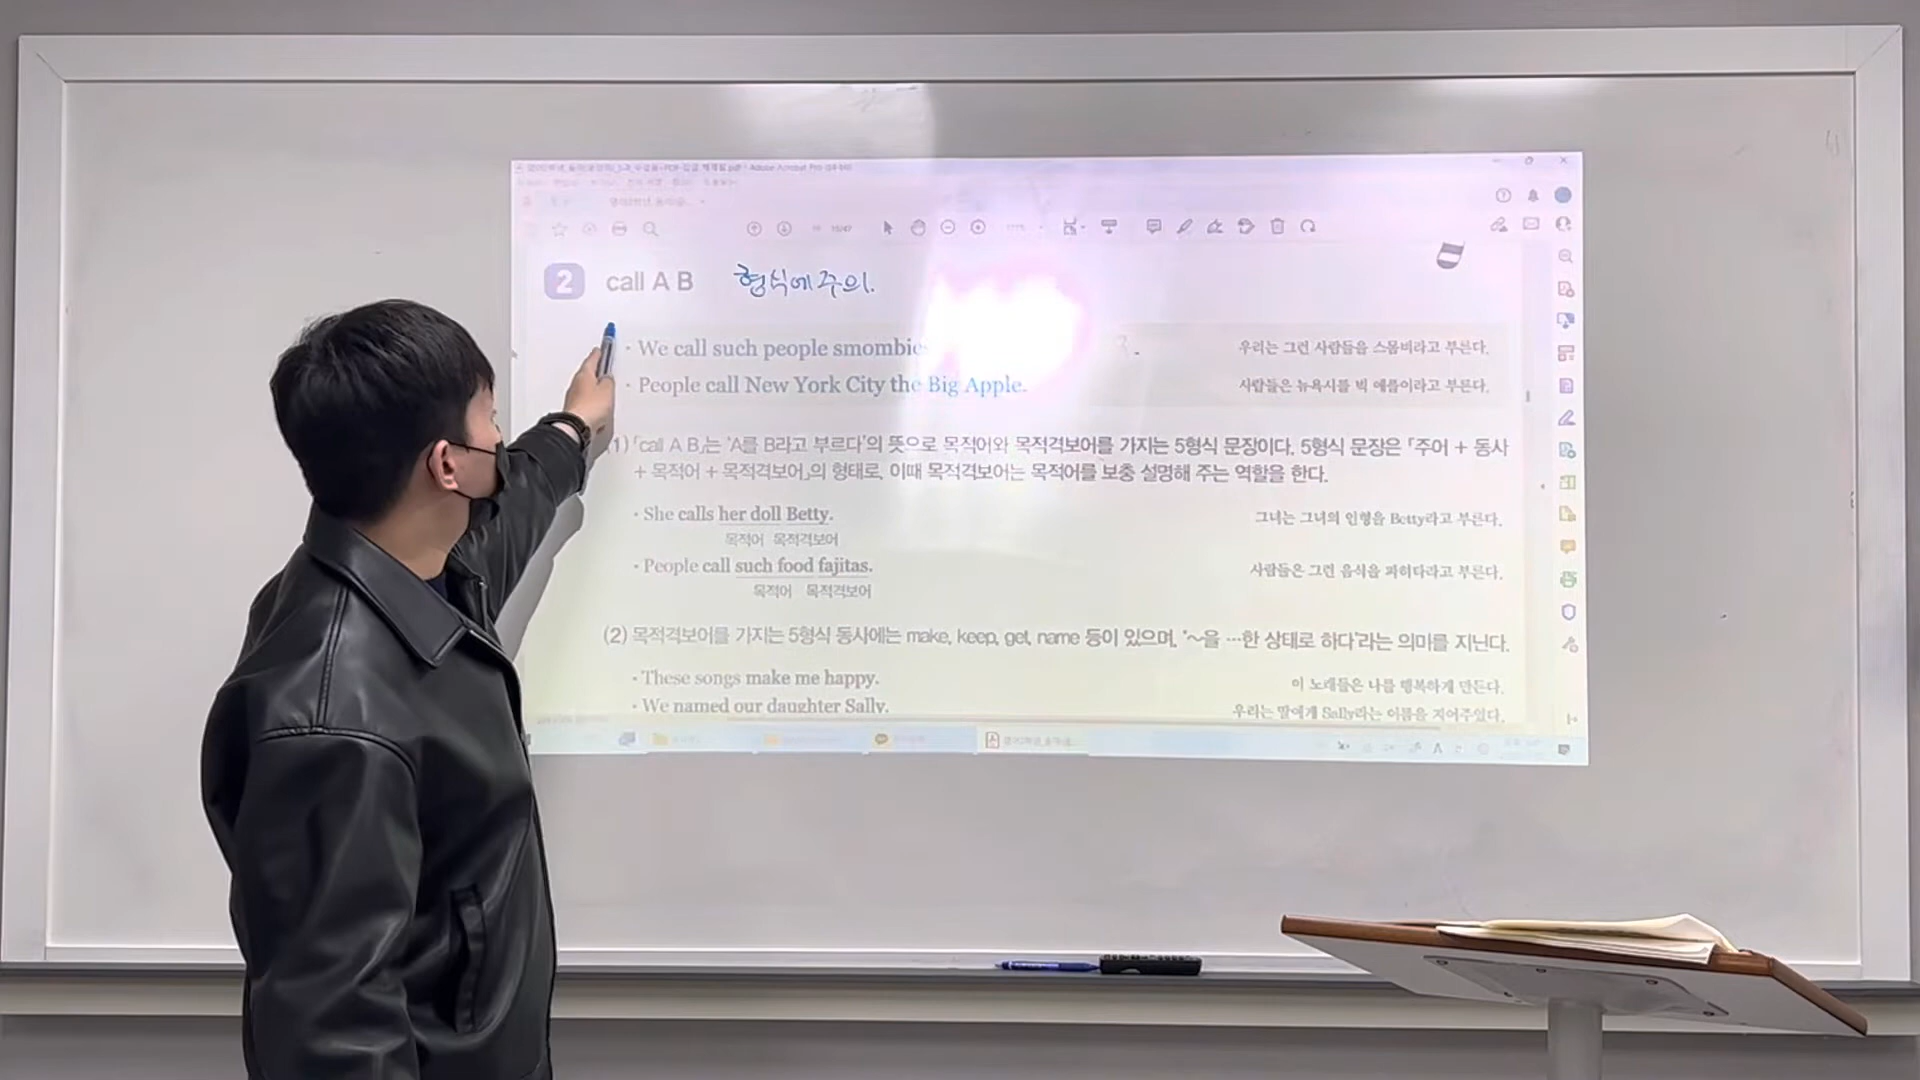 Adobe Acrobat Pro (64-bit)
2 call A B 형식에 주의.
· We call such people smombies 우리는 그런 사람들을 스몸비라고 부른다.
· People call New York City the Big Apple. 사람들은 뉴욕시를 빅 애플이라고 부른다.
(1) 「call A B」는 'A를 B라고 부르다'의 뜻으로 목적어와 목적격보어를 가지는 5형식 문장이다. 5형식 문장은 「주어 + 동사
+ 목적어 + 목적격보어」의 형태로, 이때 목적격보어는 목적어를 보충 설명해 주는 역할을 한다.
· She calls her doll Betty. 그녀는 그녀의 인형을 Betty라고 부른다.
목적어 목적격보어
· People call such food fajitas. 사람들은 그런 음식을 파히타라고 부른다.
목적어 목적격보어
(2) 목적격보어를 가지는 5형식 동사에는 make, keep, get, name 등이 있으며, '~을 …한 상태로 하다'라는 의미를 지닌다.
· These songs make me happy. 이 노래들은 나를 행복하게 만든다.
· We named our daughter Sally. 우리는 딸에게 Sally라는 이름을 지어주었다.